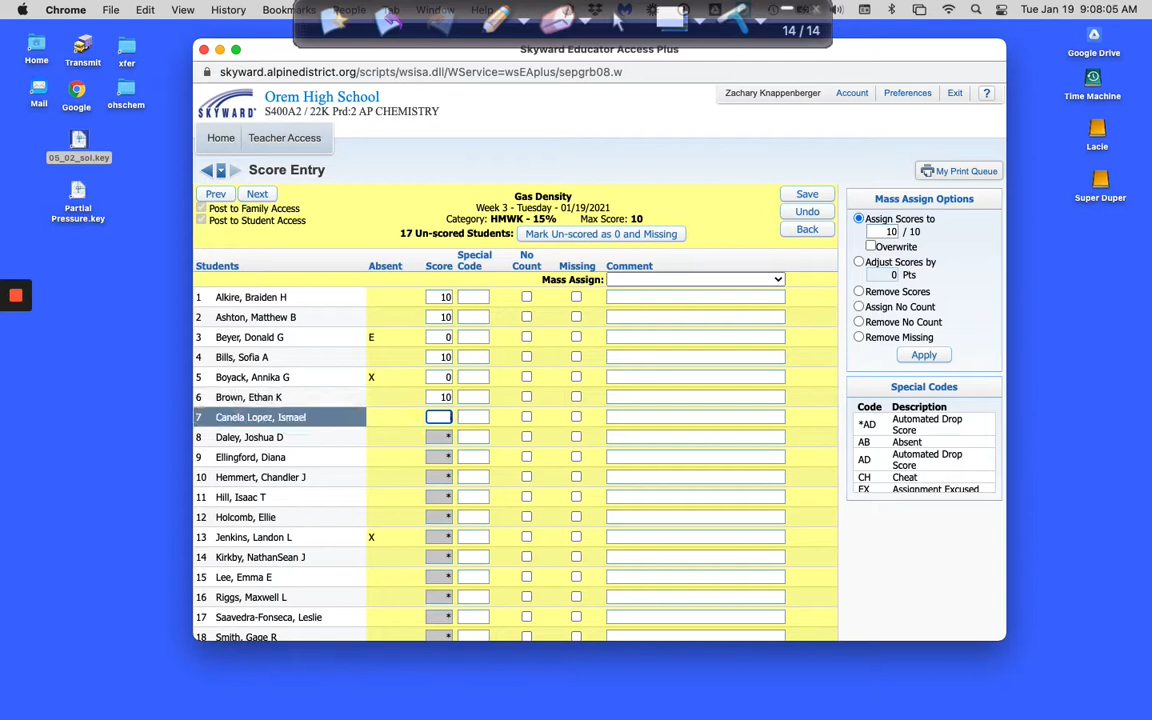 Chrome File Edit View History Bookmarks People Tab Window Help Tue Jan 19 9:08:05 AM
14 / 14
Skyward Educator Access Plus
skyward.alpinedistrict.org/scripts/wsisa.dll/WService=wsEAplus/sepgrb08.w
Home
Transmit
xfer
Mail
Google
ohschem
05_02_sol.key
Partial
Pressure.key
Google Drive
Time Machine
Lacie
Super Duper
SKYWARD
Orem High School
S400A2 / 22K Prd:2 AP CHEMISTRY
Zachary Knappenberger Account Preferences Exit ?
Home Teacher Access
Score Entry
My Print Queue
Prev Next
Post to Family Access
Post to Student Access
Gas Density
Week 3 - Tuesday - 01/19/2021
Category: HMWK - 15% Max Score: 10
17 Un-scored Students: Mark Un-scored as 0 and Missing
Save
Undo
Back
Students Absent Score Special Code No Count Missing Comment
Mass Assign:
1 Alkire, Braiden H 10
2 Ashton, Matthew B 10
3 Beyer, Donald G E 0
4 Bills, Sofia A 10
5 Boyack, Annika G X 0
6 Brown, Ethan K 10
7 Canela Lopez, Ismael
8 Daley, Joshua D *
9 Ellingford, Diana *
10 Hemmert, Chandler J *
11 Hill, Isaac T *
12 Holcomb, Ellie *
13 Jenkins, Landon L X *
14 Kirkby, NathanSean J *
15 Lee, Emma E *
16 Riggs, Maxwell L *
17 Saavedra-Fonseca, Leslie *
18 Smith, Gage R *
Mass Assign Options
Assign Scores to
10 / 10
Overwrite
Adjust Scores by
0 Pts
Remove Scores
Assign No Count
Remove No Count
Remove Missing
Apply
Special Codes
Code Description
*AD Automated Drop Score
AB Absent
AD Automated Drop Score
CH Cheat
EX Assignment Excused